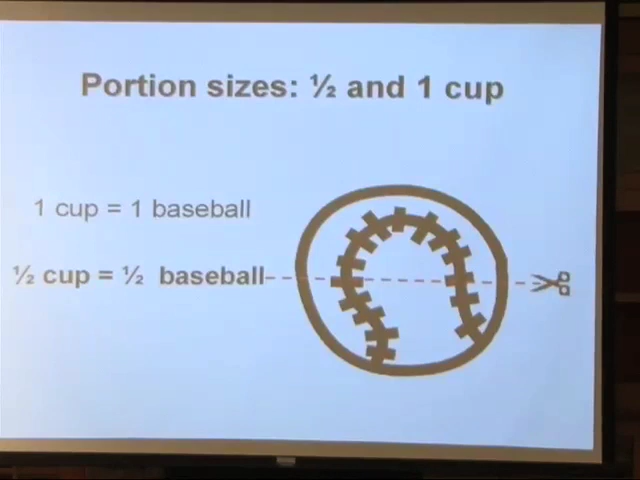 Portion sizes: ½ and 1 cup
1 cup = 1 baseball
½ cup = ½ baseball